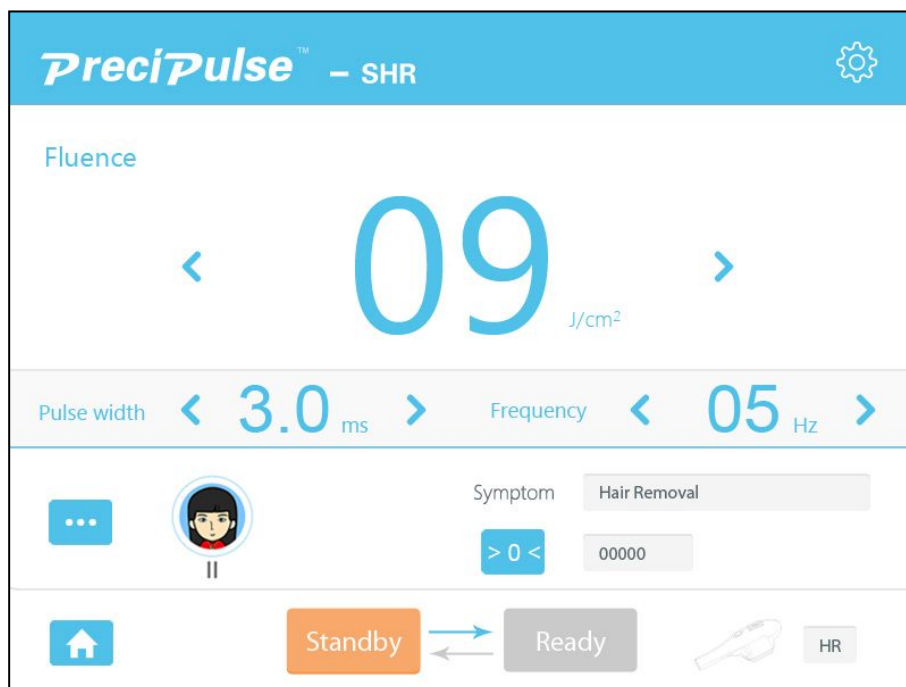 PreciPulse™ – SHR
Fluence
09 J/cm²
Pulse width 3.0 ms Frequency 05 Hz
Symptom Hair Removal
II
> 0 < 00000
Standby Ready HR